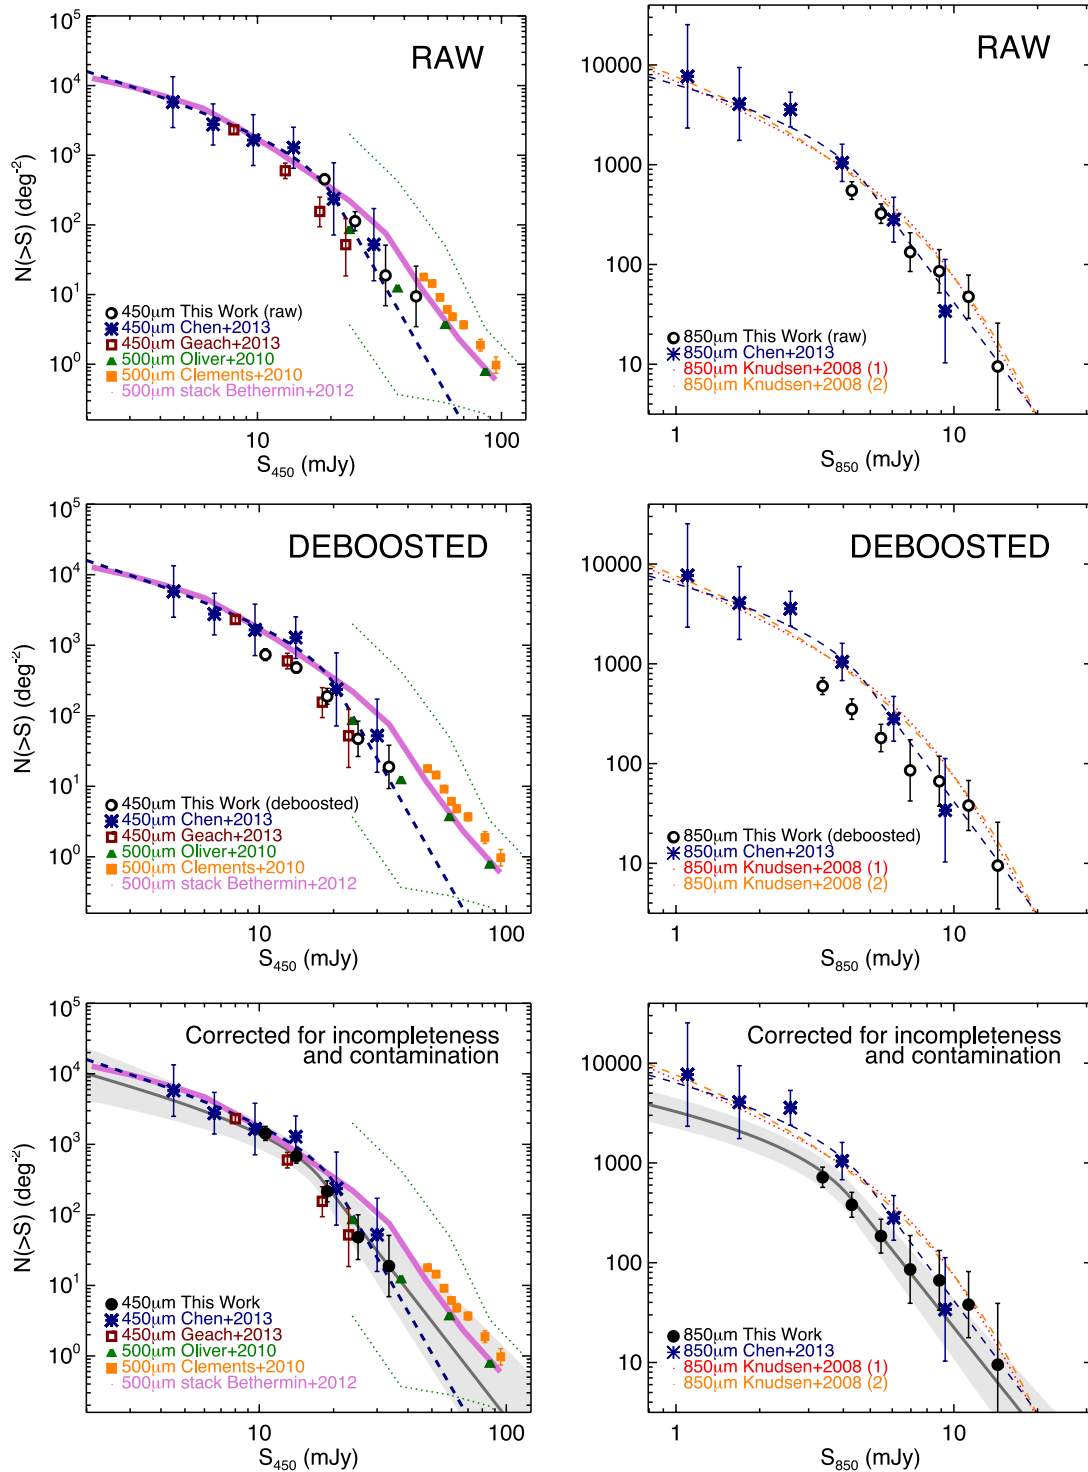 RAW
N(>S) (deg⁻²)
10⁵
10⁴
10³
10²
10¹
10⁰
450μm This Work (raw)
450μm Chen+2013
450μm Geach+2013
500μm Oliver+2010
500μm Clements+2010
500μm stack Bethermin+2012
10
100
S₄₅₀ (mJy)
RAW
10000
1000
100
10
850μm This Work (raw)
850μm Chen+2013
850μm Knudsen+2008 (1)
850μm Knudsen+2008 (2)
1
10
S₈₅₀ (mJy)
DEBOOSTED
N(>S) (deg⁻²)
10⁵
10⁴
10³
10²
10¹
10⁰
450μm This Work (deboosted)
450μm Chen+2013
450μm Geach+2013
500μm Oliver+2010
500μm Clements+2010
500μm stack Bethermin+2012
10
100
S₄₅₀ (mJy)
DEBOOSTED
10000
1000
100
10
850μm This Work (deboosted)
850μm Chen+2013
850μm Knudsen+2008 (1)
850μm Knudsen+2008 (2)
1
10
S₈₅₀ (mJy)
Corrected for incompleteness
and contamination
N(>S) (deg⁻²)
10⁵
10⁴
10³
10²
10¹
10⁰
450μm This Work
450μm Chen+2013
450μm Geach+2013
500μm Oliver+2010
500μm Clements+2010
500μm stack Bethermin+2012
10
100
S₄₅₀ (mJy)
Corrected for incompleteness
and contamination
10000
1000
100
10
850μm This Work
850μm Chen+2013
850μm Knudsen+2008 (1)
850μm Knudsen+2008 (2)
1
10
S₈₅₀ (mJy)